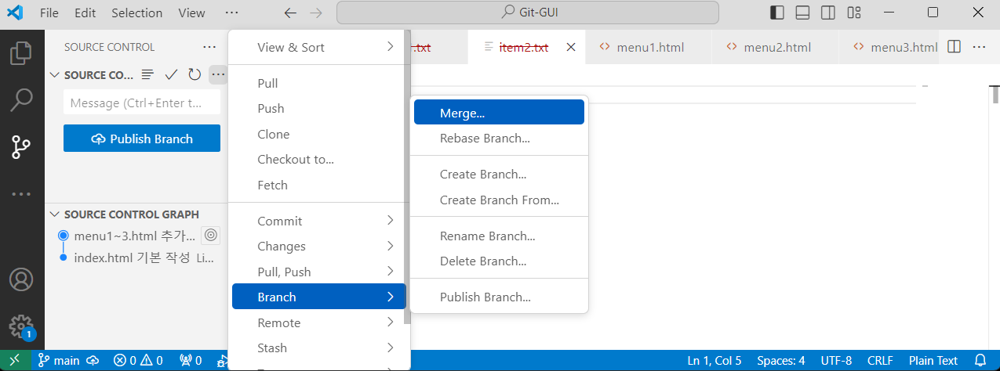 File Edit Selection View ··· Git-GUI
SOURCE CONTROL ···
SOURCE CO... ···
Message (Ctrl+Enter t...
Publish Branch
SOURCE CONTROL GRAPH
menu1~3.html 추가...
index.html 기본 작성 Li...
1
.txt item2.txt menu1.html menu2.html menu3.html ···
View & Sort
Pull
Push
Clone
Checkout to...
Fetch
Commit
Changes
Pull, Push
Branch
Remote
Stash
Merge...
Rebase Branch...
Create Branch...
Create Branch From...
Rename Branch...
Delete Branch...
Publish Branch...
main 0 0 0 Ln 1, Col 5 Spaces: 4 UTF-8 CRLF Plain Text